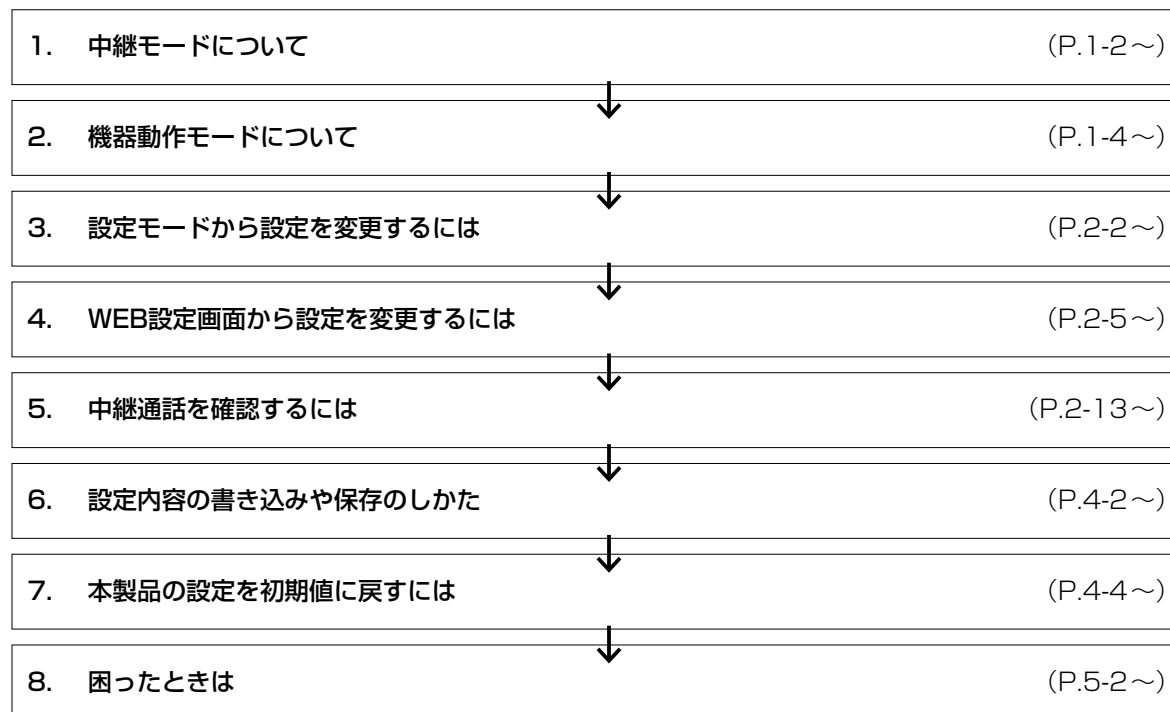 1. 中継モードについて (P.1-2～)
2. 機器動作モードについて (P.1-4～)
3. 設定モードから設定を変更するには (P.2-2～)
4. WEB設定画面から設定を変更するには (P.2-5～)
5. 中継通話を確認するには (P.2-13～)
6. 設定内容の書き込みや保存のしかた (P.4-2～)
7. 本製品の設定を初期値に戻すには (P.4-4～)
8. 困ったときは (P.5-2～)